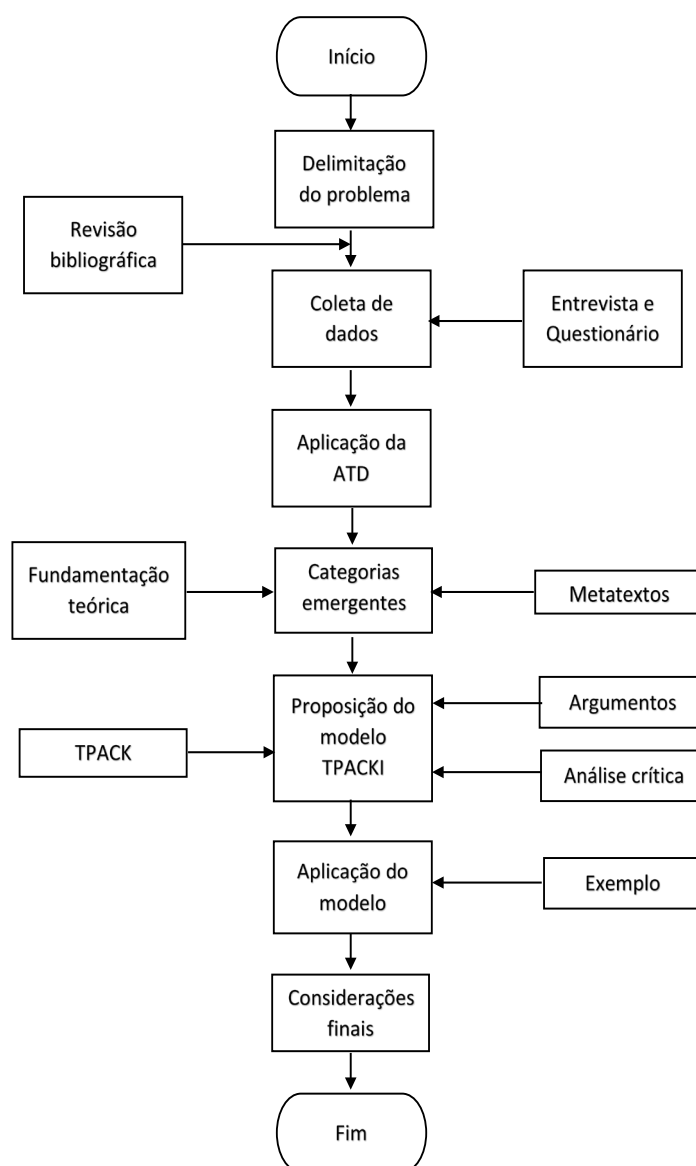 Início
Delimitação
do problema
Revisão
bibliográfica
Coleta de
dados
Entrevista e
Questionário
Aplicação da
ATD
Fundamentação
teórica
Categorias
emergentes
Metatextos
Proposição do
modelo
TPACKI
Argumentos
TPACK
Análise crítica
Aplicação do
modelo
Exemplo
Considerações
finais
Fim